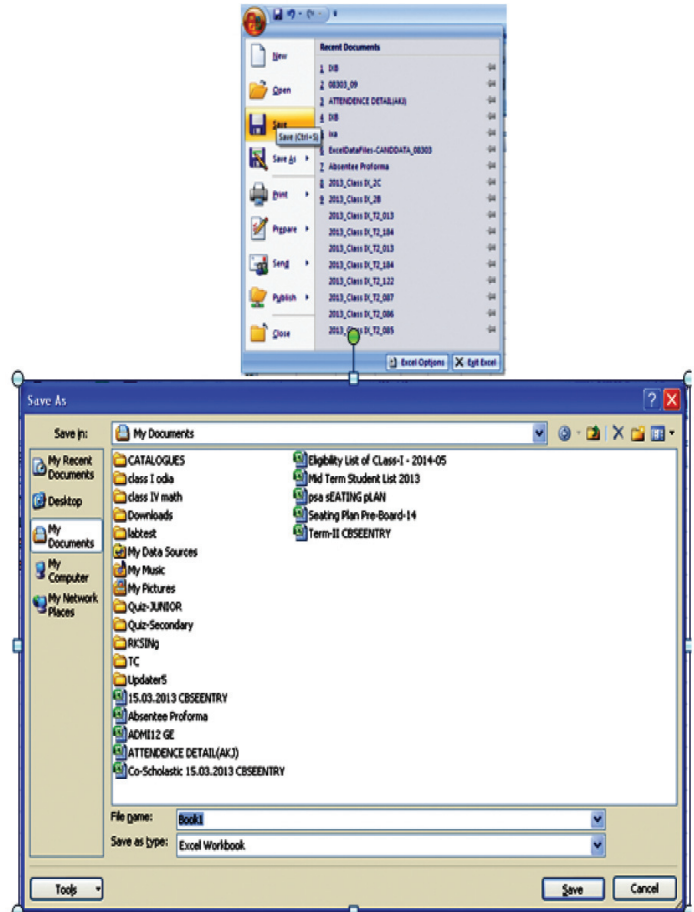 Recent Documents
New
1 DIB
2 08303_09
Open
3 ATTENDENCE DETAIL(AKJ)
4 DIB
Save
Save (Ctrl+S)
ixa
6 ExcelDataFiles-CANDDATA_08303
Save As
7 Absentee Proforma
8 2013_Class IX_2C
Print
9 2013_Class IX_2B
2013_Class IX_T2_013
Prepare
2013_Class IX_T2_184
2013_Class IX_T2_013
Send
2013_Class IX_T2_184
2013_Class IX_T2_122
Publish
2013_Class IX_T2_087
2013_Class IX_T2_086
Close
2013_Class IX_T2_085
Excel Options
Exit Excel
Save As
Save in:
My Documents
My Recent Documents
Desktop
My Documents
My Computer
My Network Places
CATALOGUES
class I odia
class IV math
Downloads
labtest
My Data Sources
My Music
My Pictures
Quiz-JUNIOR
Quiz-Secondary
RKSINg
TC
Updater5
15.03.2013 CBSEENTRY
Absentee Proforma
ADMI12 GE
ATTENDENCE DETAIL(AKJ)
Co-Scholastic 15.03.2013 CBSEENTRY
Eligibility List of CLass-I - 2014-05
Mid Term Student List 2013
psa sEATING pLAN
Seating Plan Pre-Board-14
Term-II CBSEENTRY
File name:
Book1
Save as type:
Excel Workbook
Tools
Save
Cancel